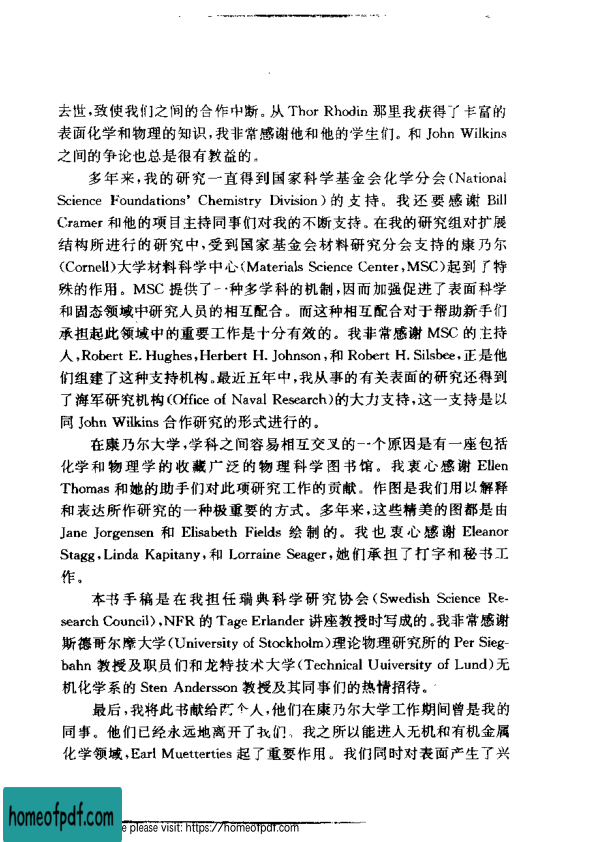 去世,致使我们之间的合作中断。从 Thor Rhodin 那里我获得了丰富的
表面化学和物理的知识,我非常感谢他和他的学生们。和 John Wilkins
之间的争论也总是很有教益的。
多年来,我的研究一直得到国家科学基金会化学分会(National
Science Foundations' Chemistry Division)的支持。我还要感谢 Bill
Cramer 和他的项目主持同事们对我的不断支持。在我的研究组对扩展
结构所进行的研究中,受到国家基金会材料研究分会支持的康乃尔
(Cornell)大学材料科学中心(Materials Science Center,MSC)起到了特
殊的作用。MSC 提供了一种多学科的机制,因而加强促进了表面科学
和固态领域中研究人员的相互配合。而这种相互配合对于帮助新手们
承担起此领域中的重要工作是十分有效的。我非常感谢 MSC 的主持
人,Robert E. Hughes,Herbert H. Johnson,和 Robert H. Silsbee,正是他
们组建了这种支持机构。最近五年中,我从事的有关表面的研究还得到
了海军研究机构(Office of Naval Research)的大力支持,这一支持是以
同 John Wilkins 合作研究的形式进行的。
在康乃尔大学,学科之间容易相互交叉的一个原因是有一座包括
化学和物理学的收藏广泛的物理科学图书馆。我衷心感谢 Ellen
Thomas 和她的助手们对此项研究工作的贡献。作图是我们用以解释
和表达所作研究的一种极重要的方式。多年来,这些精美的图都是由
Jane Jorgensen 和 Elisabeth Fields 绘制的。我也衷心感谢 Eleanor
Stagg,Linda Kapitany,和 Lorraine Seager,她们承担了打字和秘书工
作。
本书手稿是在我担任瑞典科学研究协会(Swedish Science Re-
search Council),NFR 的 Tage Erlander 讲座教授时写成的。我非常感谢
斯德哥尔摩大学(University of Stockholm)理论物理研究所的 Per Sieg-
bahn 教授及职员们和龙特技术大学(Technical Uuiversity of Lund)无
机化学系的 Sten Andersson 教授及其同事们的热情招待。
最后,我将此书献给两个人,他们在康乃尔大学工作期间曾是我的
同事。他们已经永远地离开了我们。我之所以能进入无机和有机金属
化学领域,Earl Muetterties 起了重要作用。我们同时对表面产生了兴
homeofpdf.com
e please visit: https://homeofpdf.com